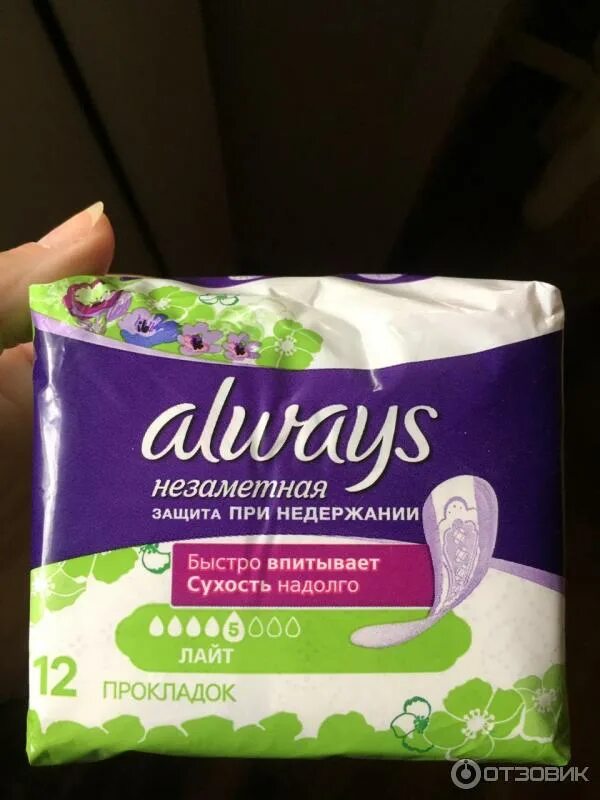 always
незаметная
ЗАЩИТА ПРИ НЕДЕРЖАНИИ
Быстро впитывает
Сухость надолго
5
ЛАЙТ
12 ПРОКЛАДОК
ОТЗОВИК